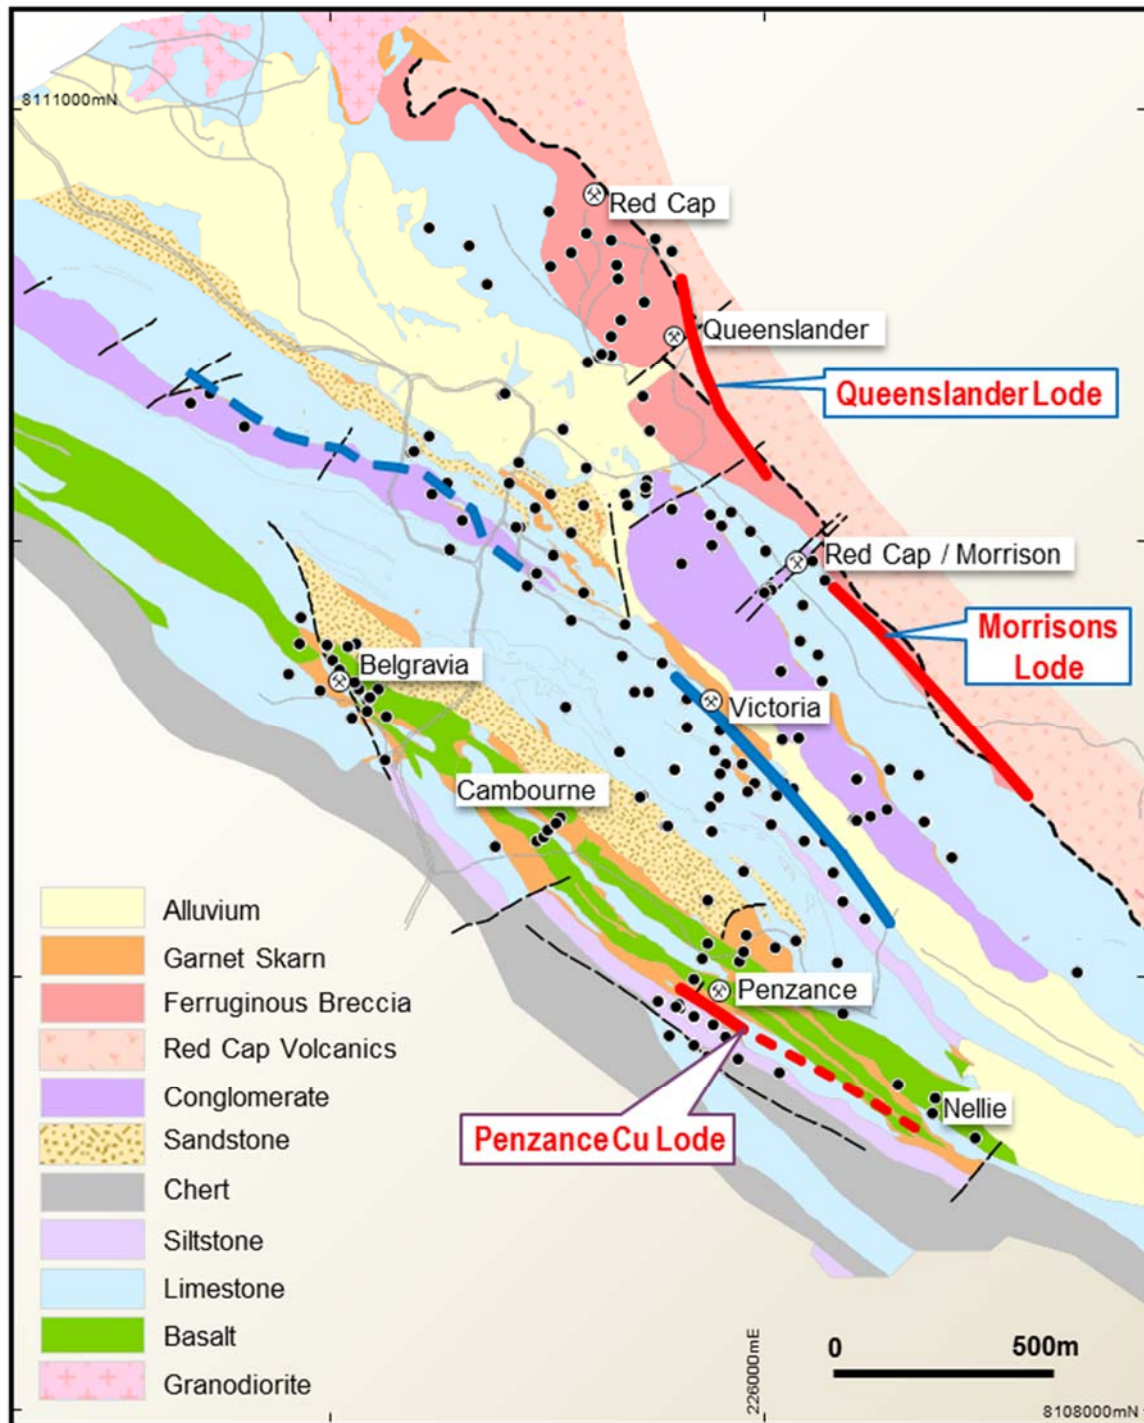 8111000mN
Red Cap
Queenslander
Queenslander Lode
Red Cap / Morrison
Morrisons
Lode
Belgravia
Victoria
Cambourne
Penzance
Nellie
Penzance Cu Lode
Alluvium
Garnet Skarn
Ferruginous Breccia
Red Cap Volcanics
Conglomerate
Sandstone
Chert
Siltstone
Limestone
Basalt
Granodiorite
226000mE
0 500m
8108000mN